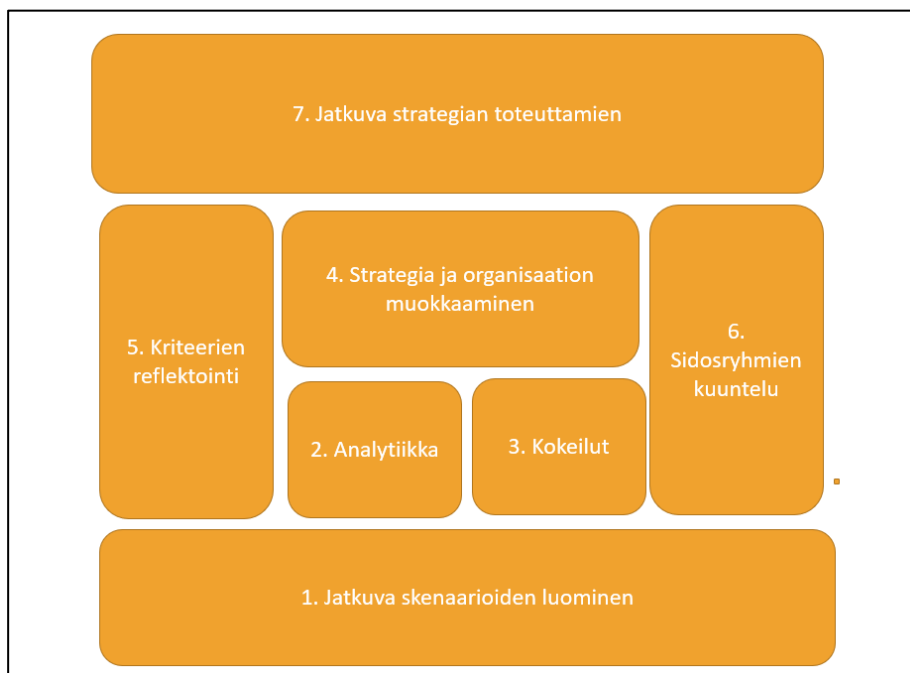 7. Jatkuva strategian toteuttamien
4. Strategia ja organisaation
muokkaaminen
5. Kriteerien
reflektointi
6.
Sidosryhmien
kuuntelu
2. Analytiikka
3. Kokeilut
1. Jatkuva skenaarioiden luominen